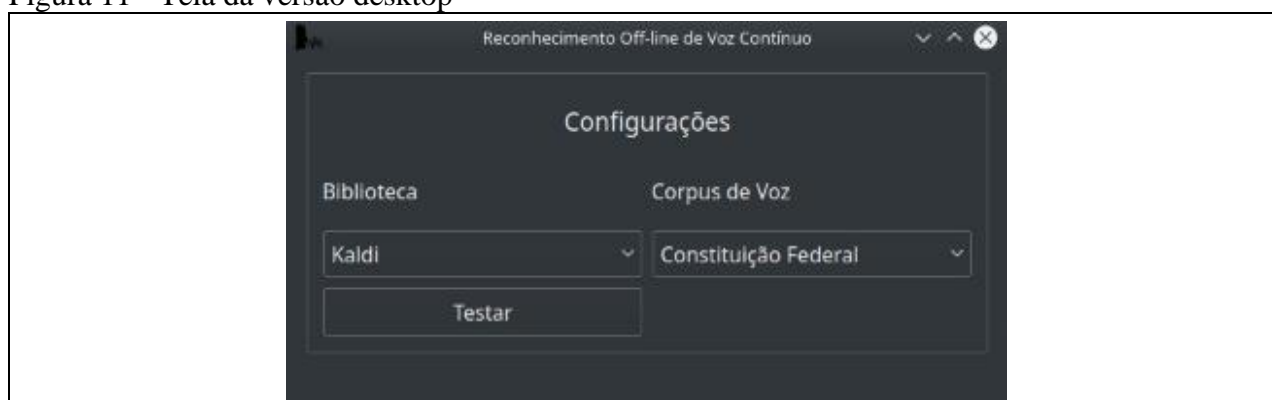 Figura 11 - Tela da versão desktop
Reconhecimento Off-line de Voz Contínuo
Configurações
Biblioteca Corpus de Voz
Kaldi Constituição Federal
Testar